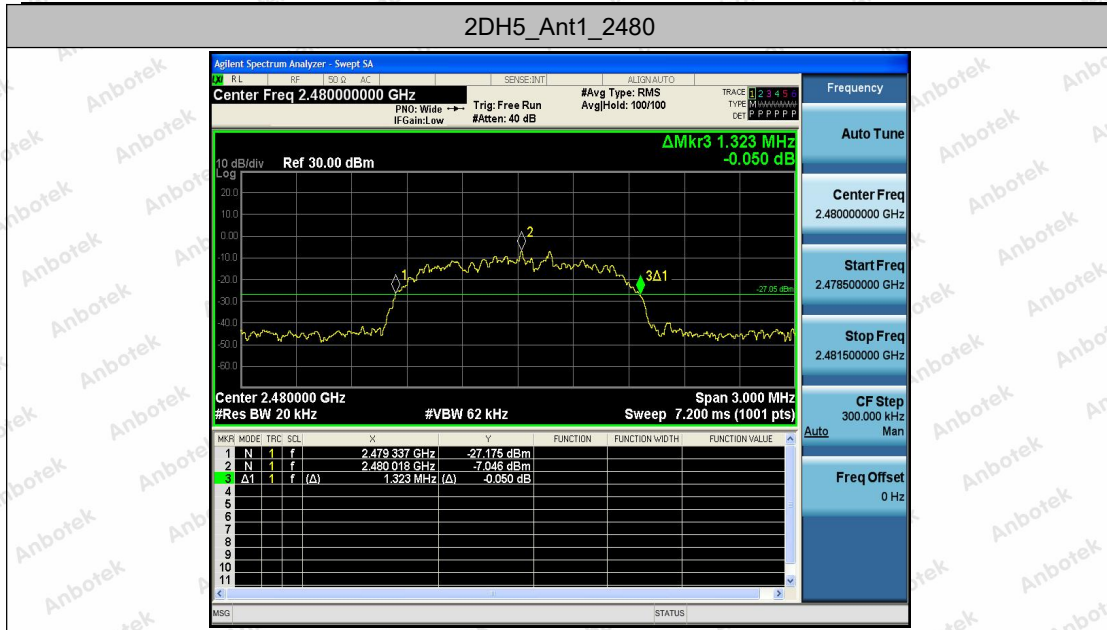 2DH5_Ant1_2480
Agilent Spectrum Analyzer - Swept SA
RL RF 50 Ω AC SENSE:INT ALIGNAUTO
Center Freq 2.480000000 GHz
PNO: Wide
IFGain:Low
Trig: Free Run
#Atten: 40 dB
#Avg Type: RMS
Avg|Hold: 100/100
TRACE 1 2 3 4 5 6
TYPE M WWWWW
DET P P P P P P
ΔMkr3 1.323 MHz
-0.050 dB
10 dB/div Ref 30.00 dBm
Log
20.0
10.0
0.00
-10.0
-20.0
-30.0
-40.0
-50.0
-60.0
1
2
3Δ1
-27.05 dBm
Center 2.480000 GHz Span 3.000 MHz
#Res BW 20 kHz #VBW 62 kHz Sweep 7.200 ms (1001 pts)
MKR MODE TRC SCL X Y FUNCTION FUNCTION WIDTH FUNCTION VALUE
1 N 1 f 2.479 337 GHz -27.175 dBm
2 N 1 f 2.480 018 GHz -7.046 dBm
3 Δ1 1 f (Δ) 1.323 MHz (Δ) -0.050 dB
4
5
6
7
8
9
10
11
MSG STATUS
Frequency
Auto Tune
Center Freq
2.480000000 GHz
Start Freq
2.478500000 GHz
Stop Freq
2.481500000 GHz
CF Step
300.000 kHz
Auto Man
Freq Offset
0 Hz
Anbotek